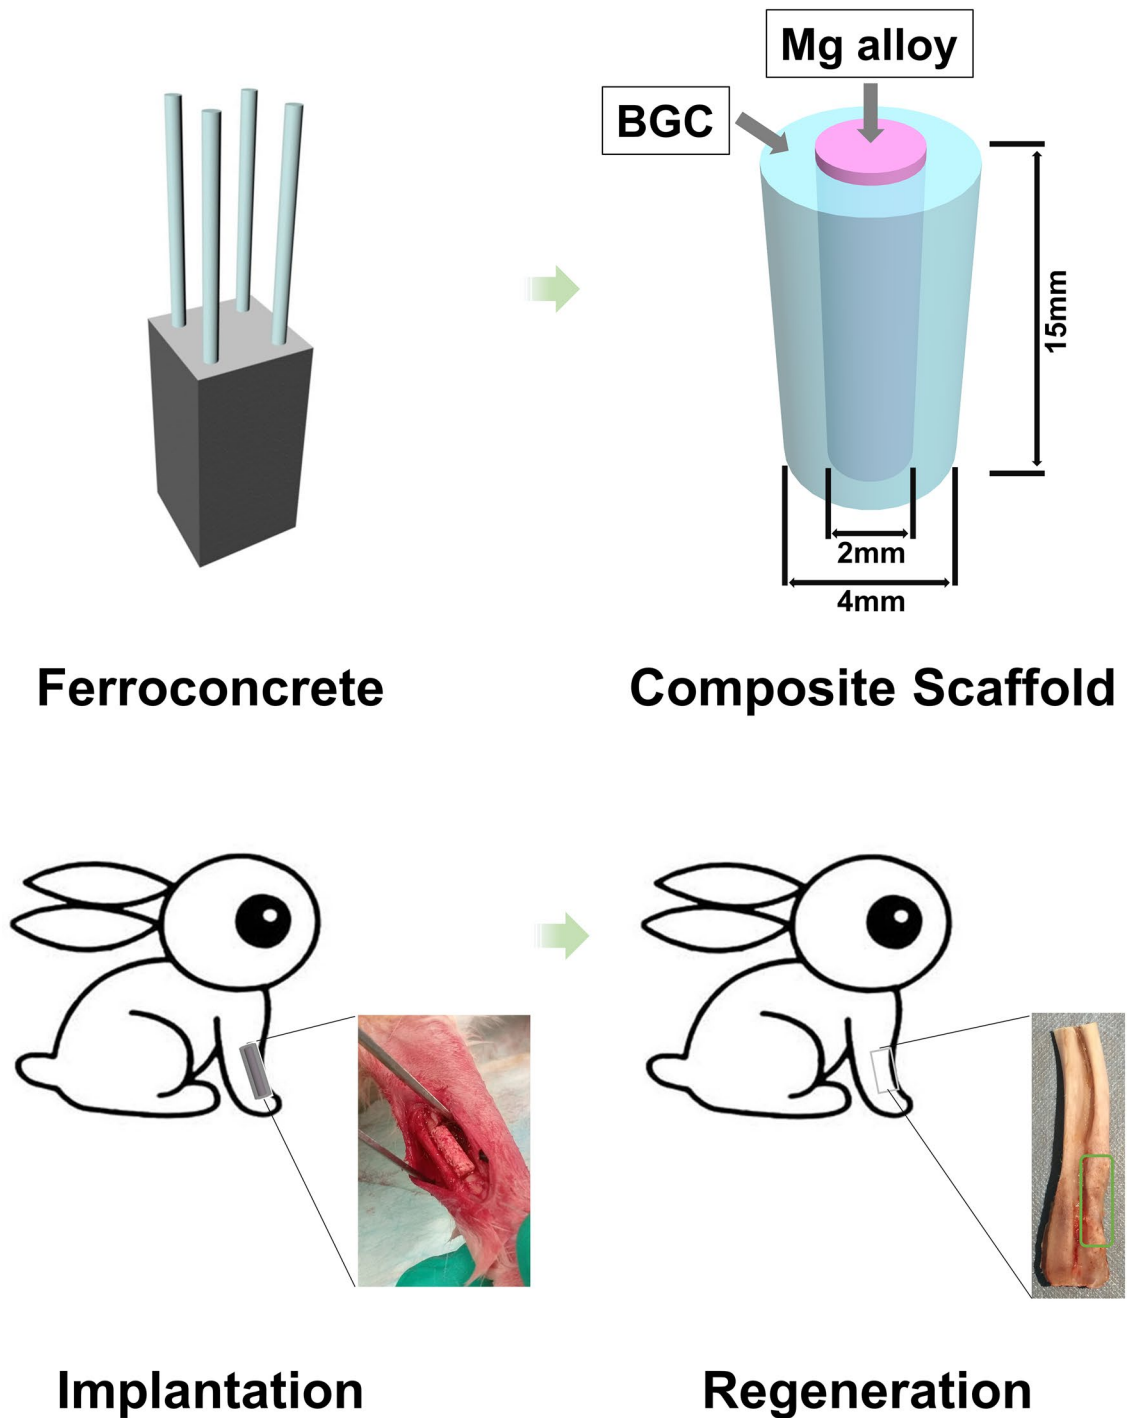 Mg alloy
BGC
15mm
2mm
4mm
Ferroconcrete
Composite Scaffold
Implantation
Regeneration